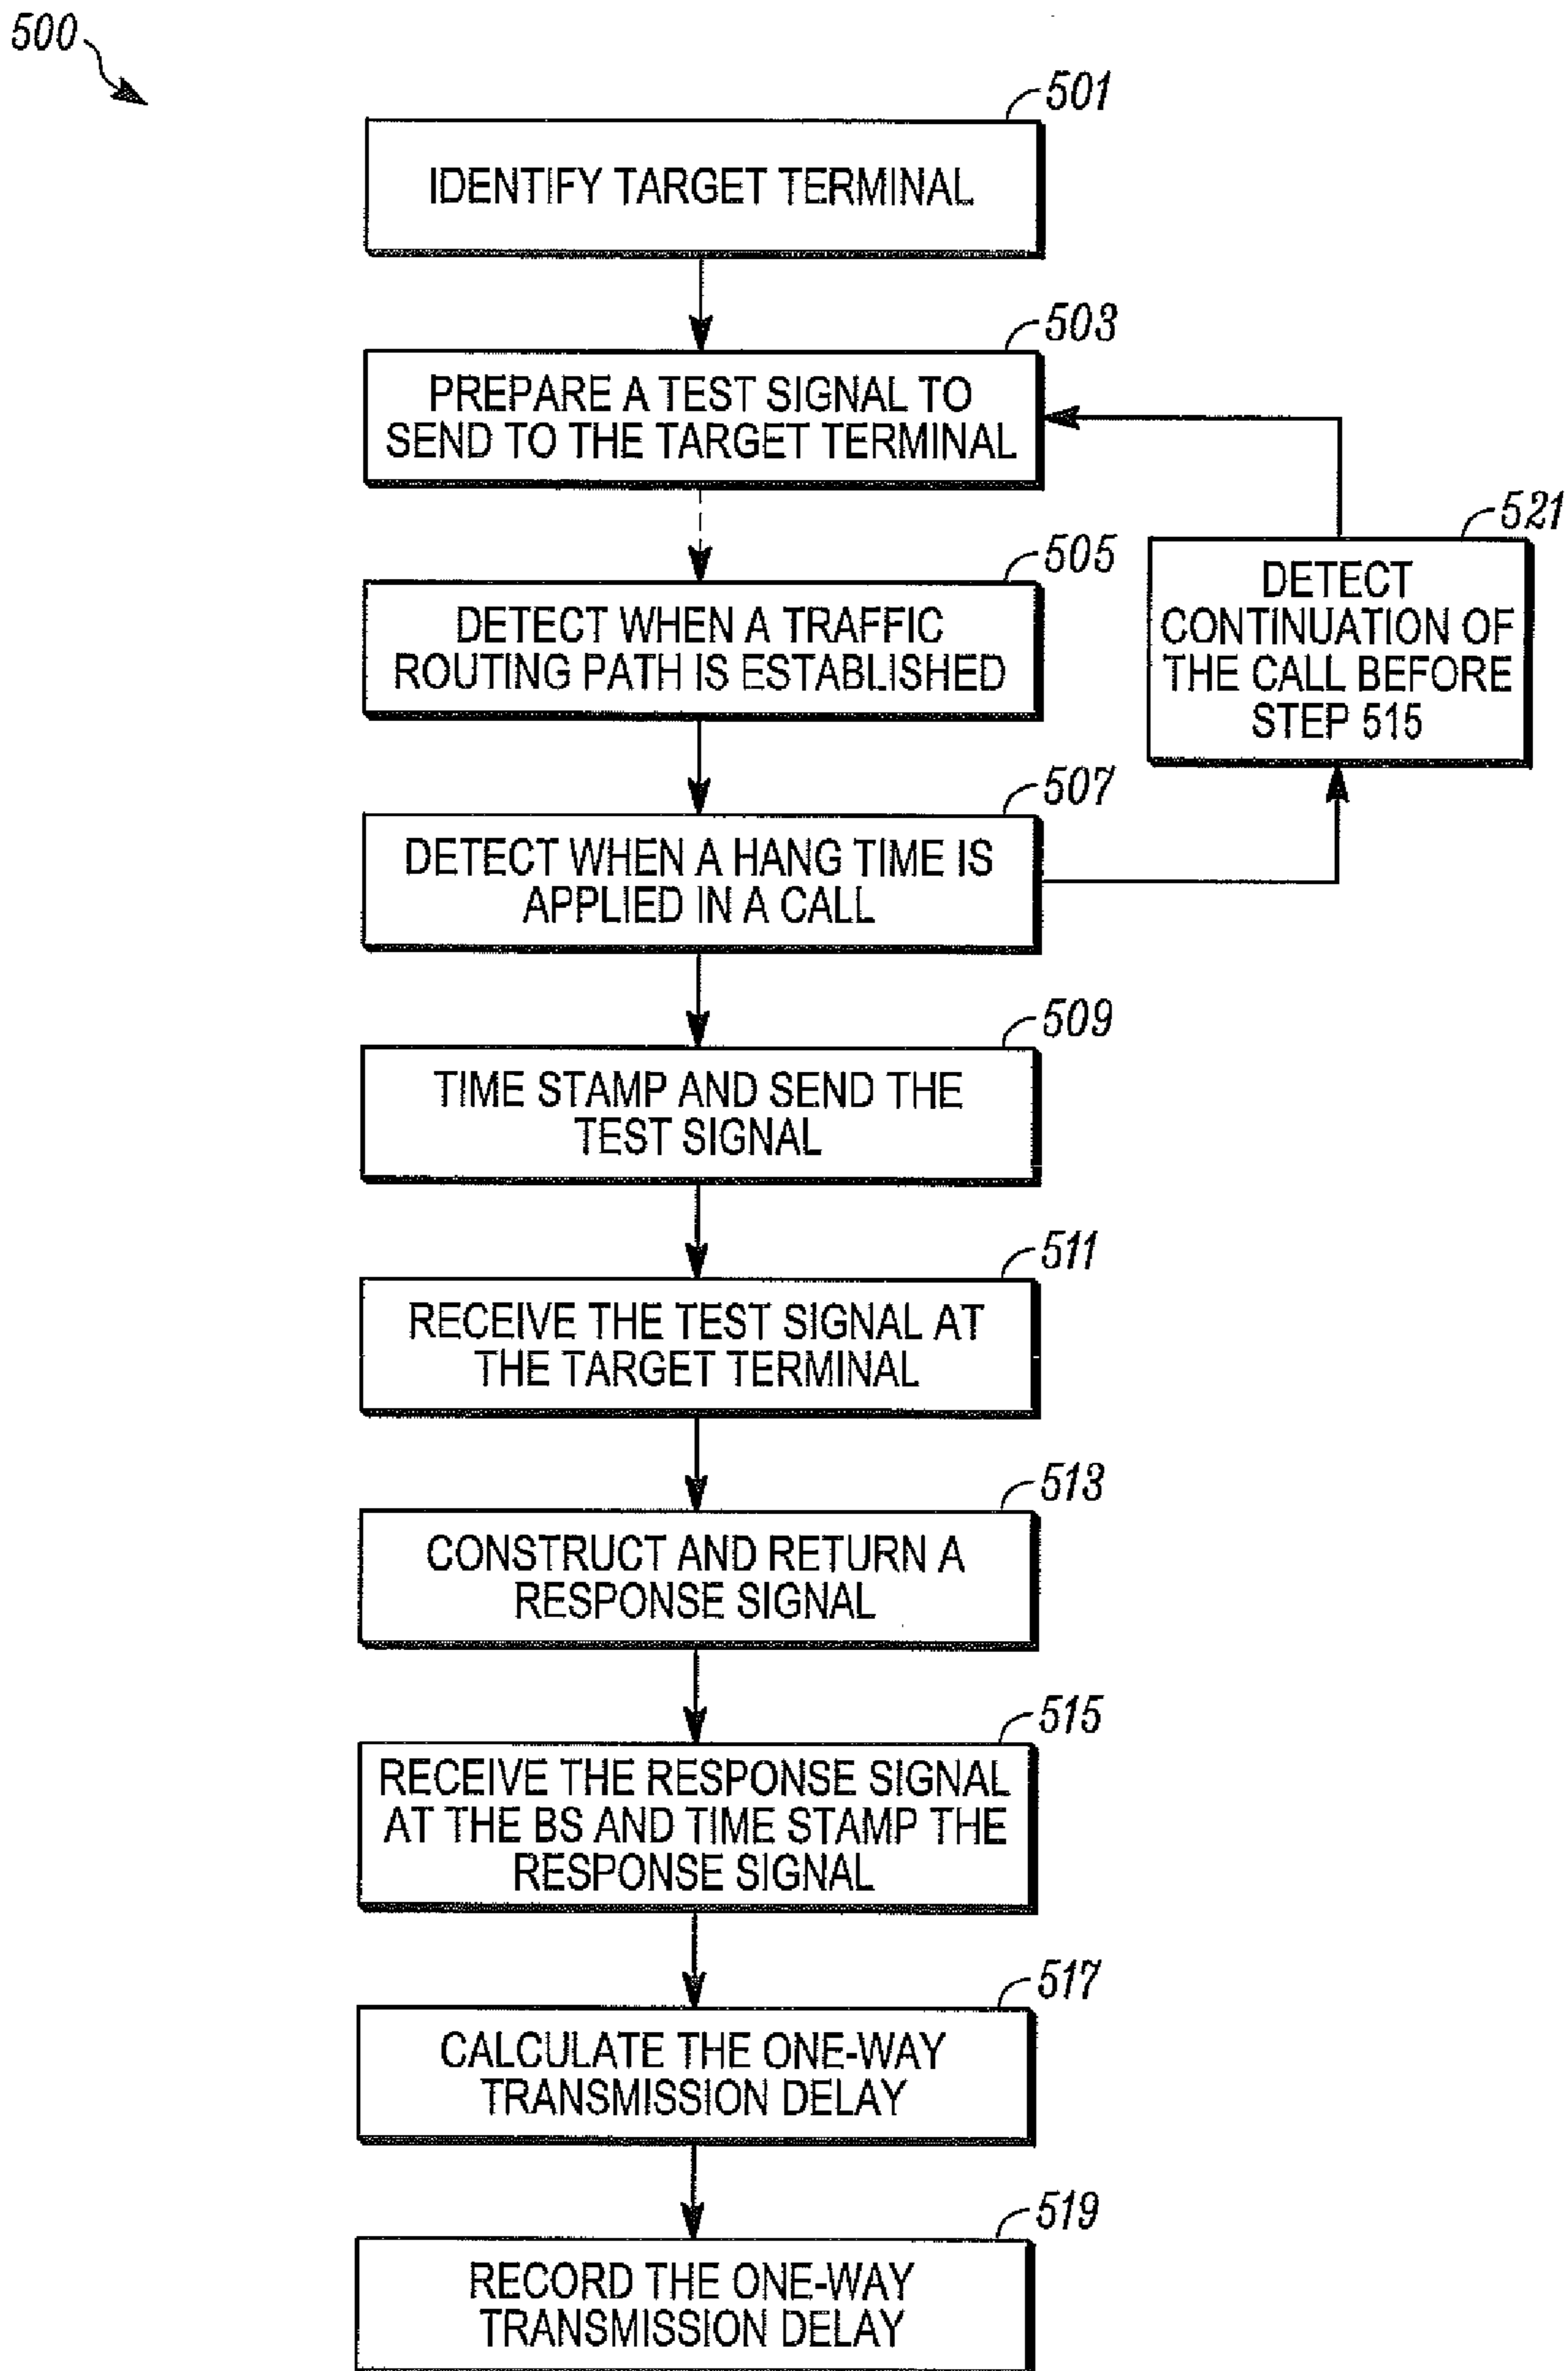 500
501
IDENTIFY TARGET TERMINAL
503
PREPARE A TEST SIGNAL TO
SEND TO THE TARGET TERMINAL
505
DETECT WHEN A TRAFFIC
ROUTING PATH IS ESTABLISHED
521
DETECT
CONTINUATION OF
THE CALL BEFORE
STEP 515
507
DETECT WHEN A HANG TIME IS
APPLIED IN A CALL
509
TIME STAMP AND SEND THE
TEST SIGNAL
511
RECEIVE THE TEST SIGNAL AT
THE TARGET TERMINAL
513
CONSTRUCT AND RETURN A
RESPONSE SIGNAL
515
RECEIVE THE RESPONSE SIGNAL
AT THE BS AND TIME STAMP THE
RESPONSE SIGNAL
517
CALCULATE THE ONE-WAY
TRANSMISSION DELAY
519
RECORD THE ONE-WAY
TRANSMISSION DELAY